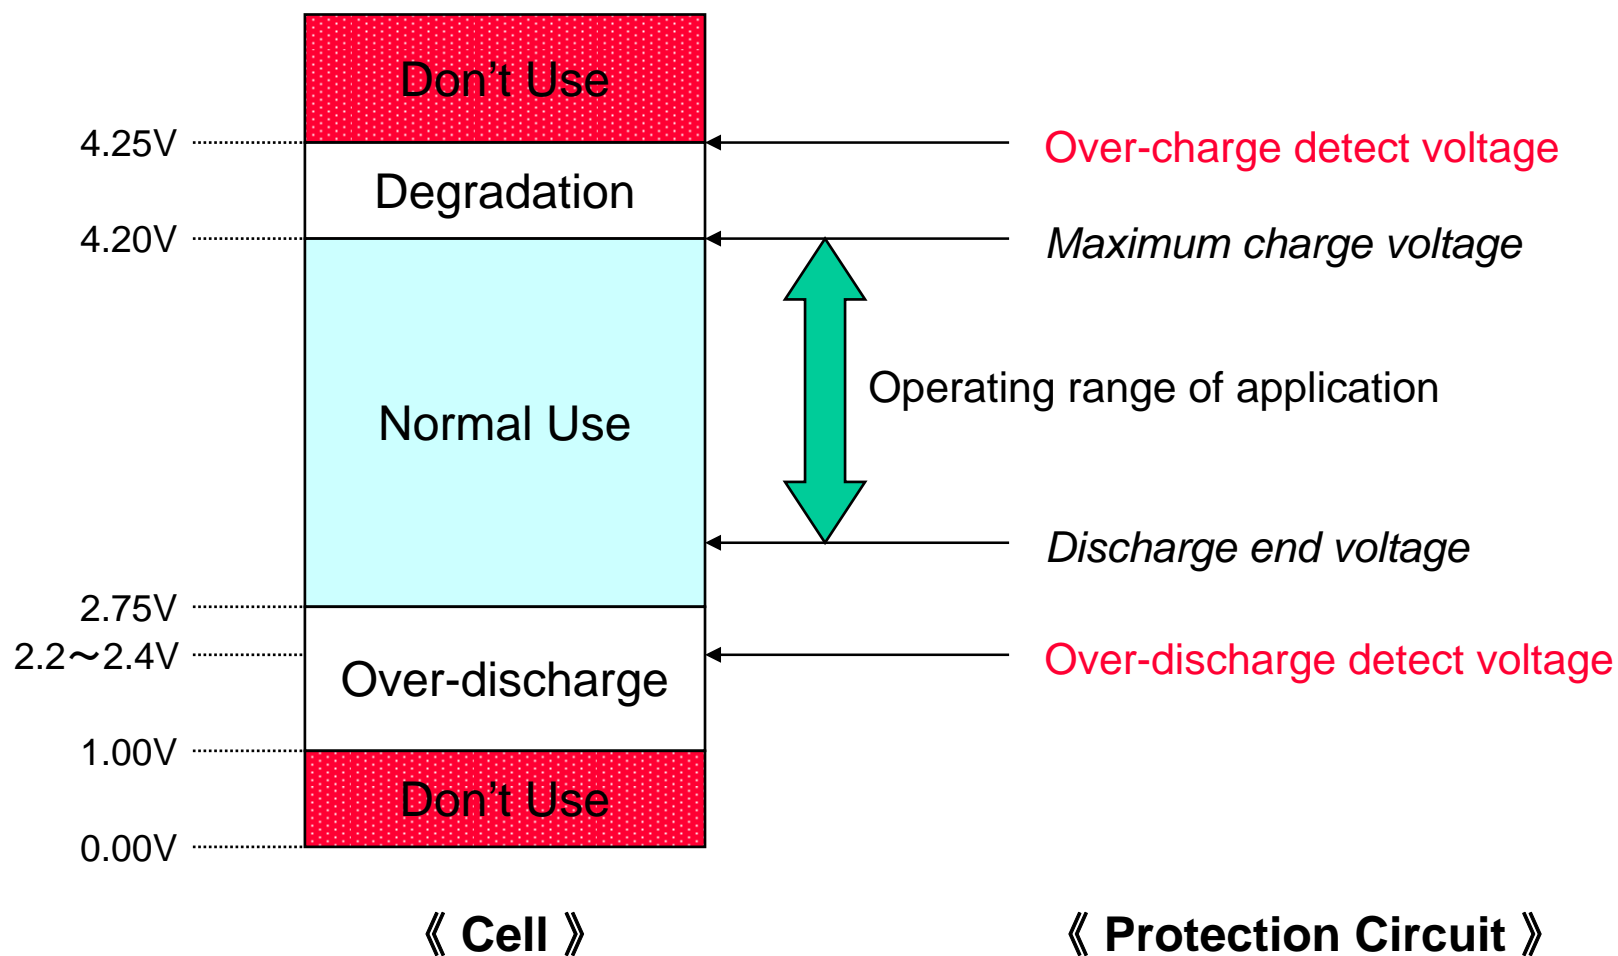 Don't Use
4.25V
Over-charge detect voltage
Degradation
4.20V
Maximum charge voltage
Operating range of application
Normal Use
Discharge end voltage
2.75V
2.2～2.4V
Over-discharge detect voltage
Over-discharge
1.00V
Don't Use
0.00V
《 Cell 》
《 Protection Circuit 》